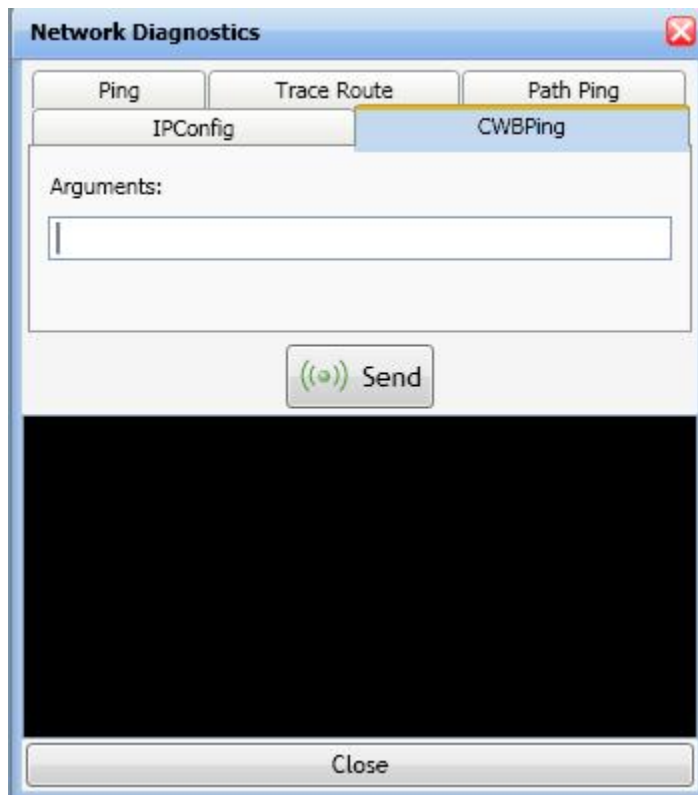 Network Diagnostics
Ping Trace Route Path Ping
IPConfig CWBPing
Arguments:
Send
Close